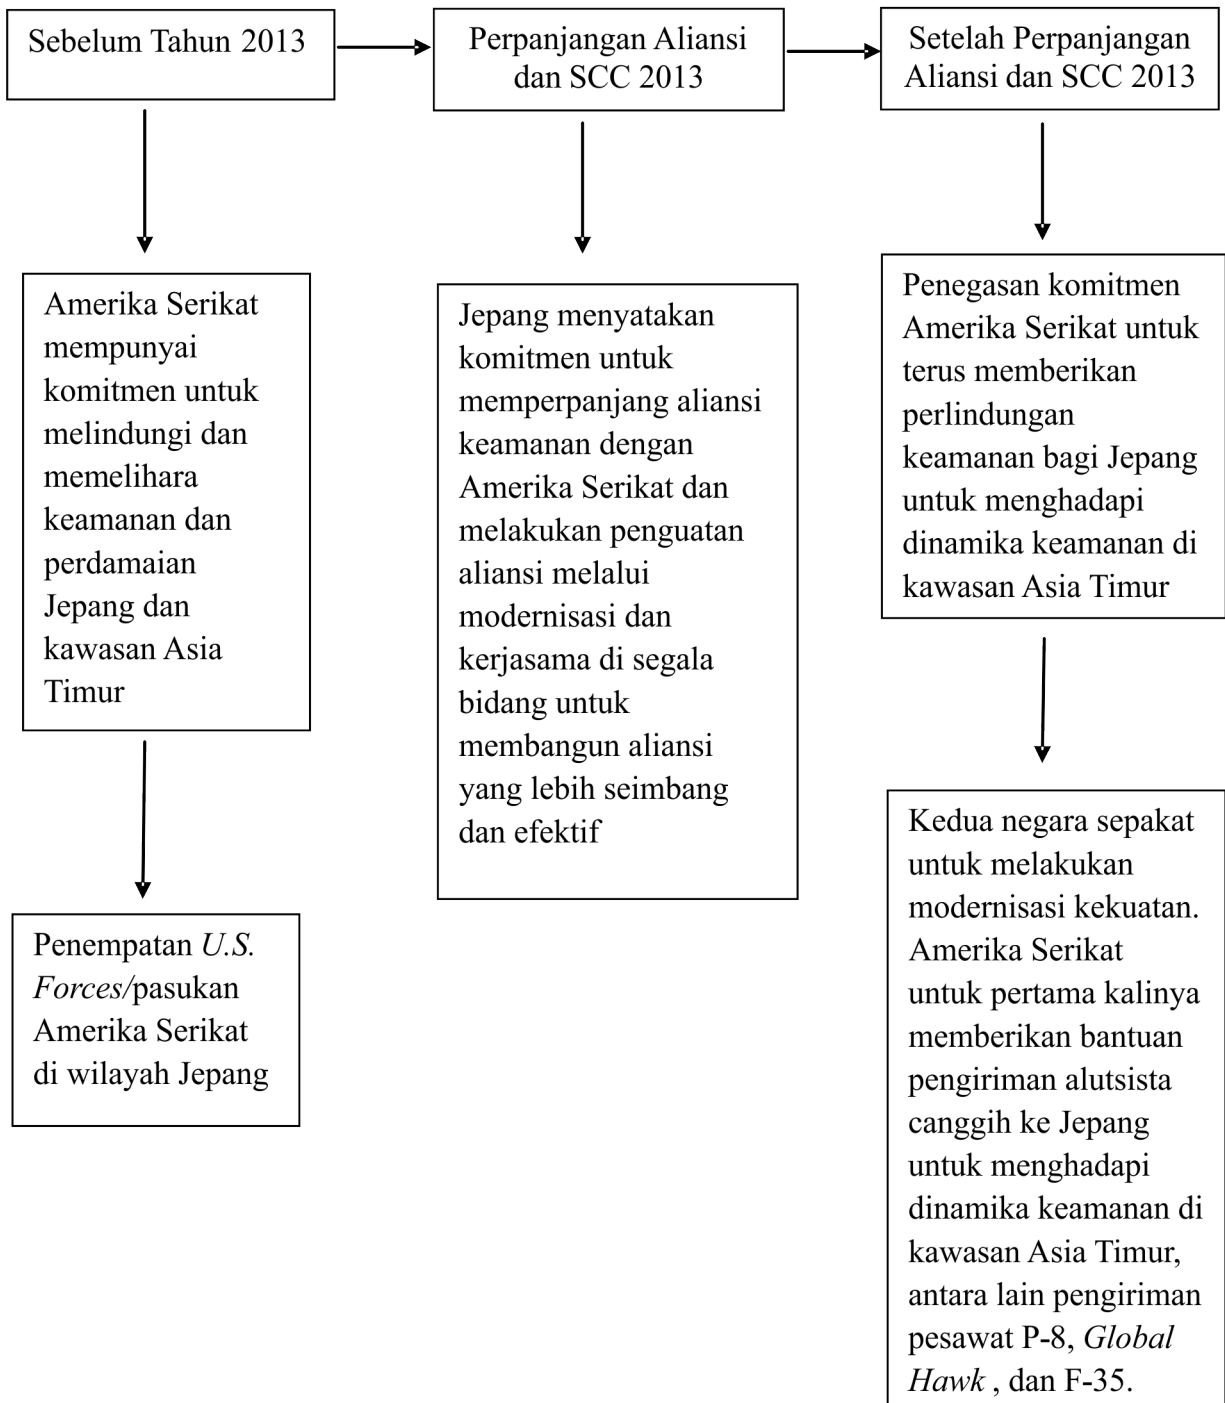 Sebelum Tahun 2013
Perpanjangan Aliansi
dan SCC 2013
Setelah Perpanjangan
Aliansi dan SCC 2013
Amerika Serikat
mempunyai
komitmen untuk
melindungi dan
memelihara
keamanan dan
perdamaian
Jepang dan
kawasan Asia
Timur
Penempatan U.S.
Forces/pasukan
Amerika Serikat
di wilayah Jepang
Jepang menyatakan
komitmen untuk
memperpanjang aliansi
keamanan dengan
Amerika Serikat dan
melakukan penguatan
aliansi melalui
modernisasi dan
kerjasama di segala
bidang untuk
membangun aliansi
yang lebih seimbang
dan efektif
Penegasan komitmen
Amerika Serikat untuk
terus memberikan
perlindungan
keamanan bagi Jepang
untuk menghadapi
dinamika keamanan di
kawasan Asia Timur
Kedua negara sepakat
untuk melakukan
modernisasi kekuatan.
Amerika Serikat
untuk pertama kalinya
memberikan bantuan
pengiriman alutsista
canggih ke Jepang
untuk menghadapi
dinamika keamanan di
kawasan Asia Timur,
antara lain pengiriman
pesawat P-8, Global
Hawk , dan F-35.